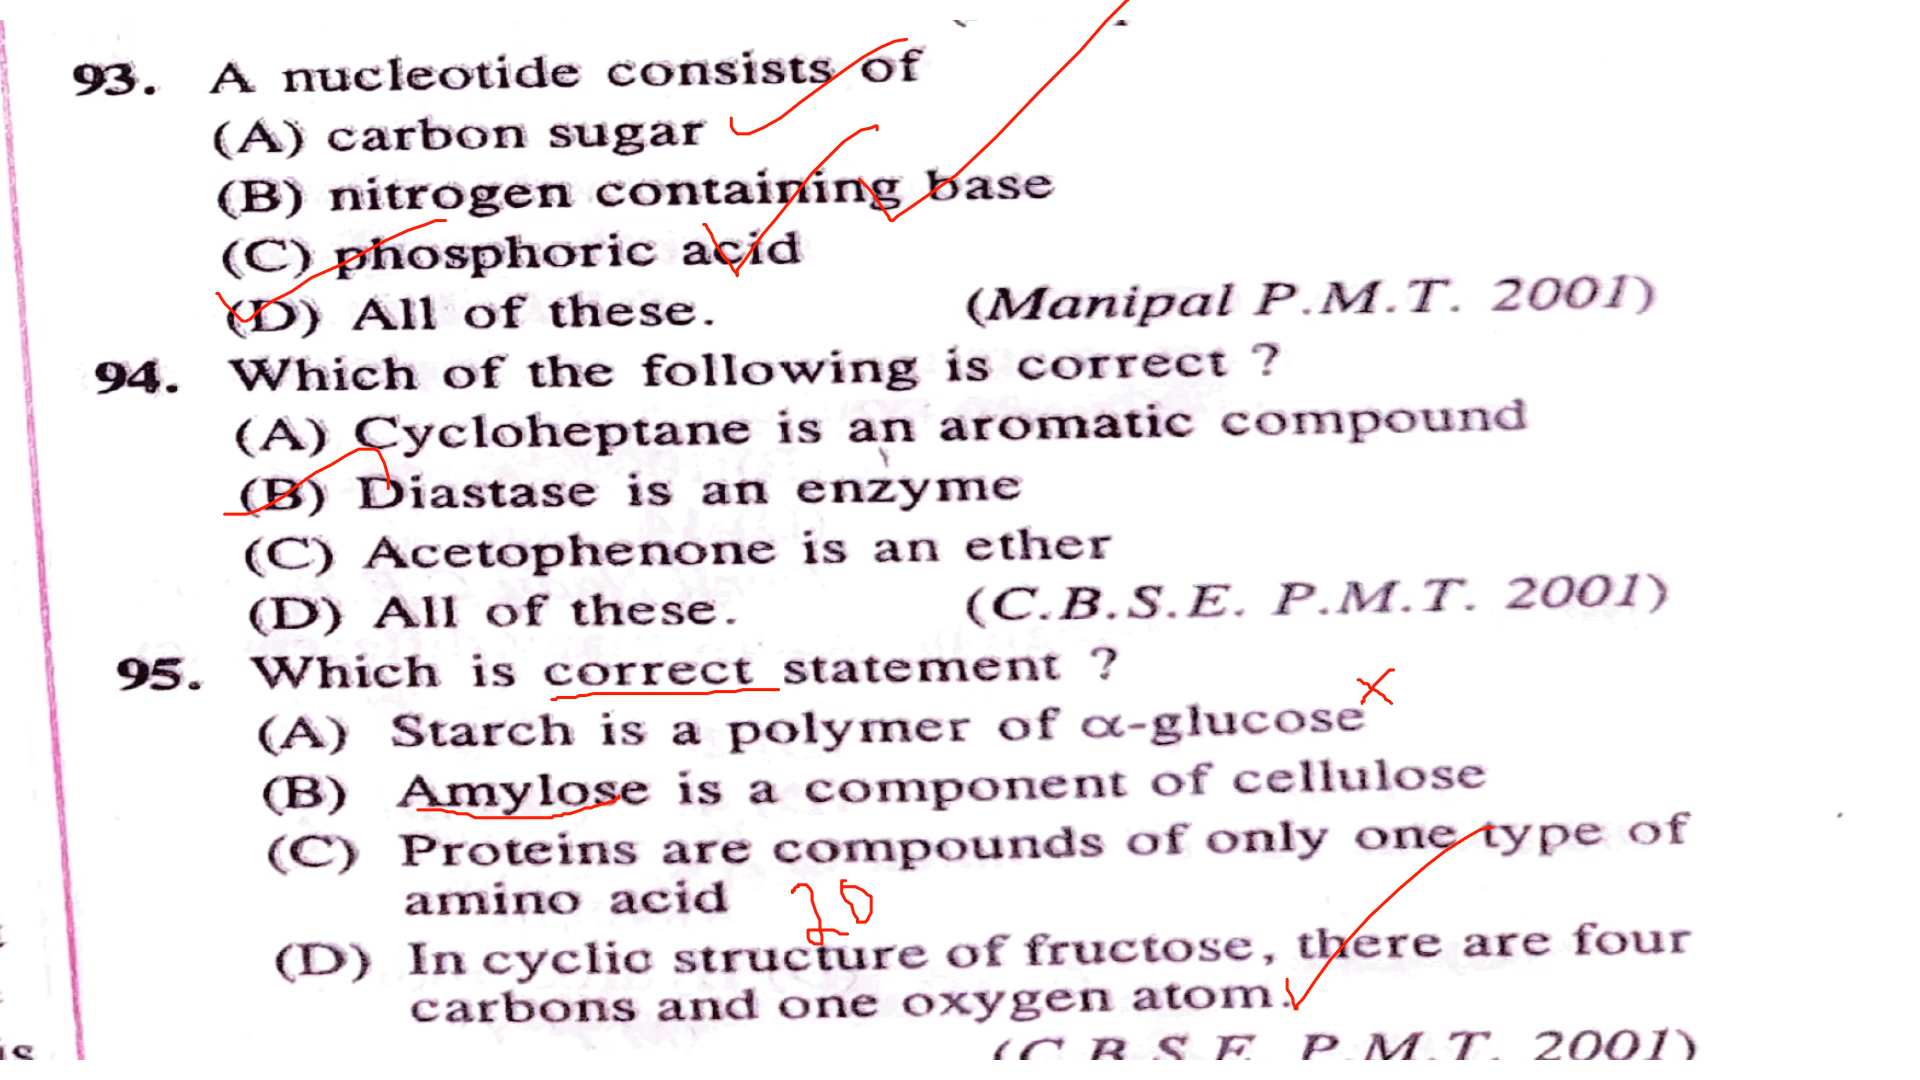 93. A nucleotide consists of
(A) carbon sugar
(B) nitrogen containing base
(C) phosphoric acid
(D) All of these. (Manipal P.M.T. 2001)
94. Which of the following is correct ?
(A) Cycloheptane is an aromatic compound
(B) Diastase is an enzyme
(C) Acetophenone is an ether
(D) All of these. (C.B.S.E. P.M.T. 2001)
95. Which is correct statement ?
(A) Starch is a polymer of α-glucose
(B) Amylose is a component of cellulose
(C) Proteins are compounds of only one type of
amino acid 20
(D) In cyclic structure of fructose, there are four
carbons and one oxygen atom.
(C.B.S.E. P.M.T. 2001)